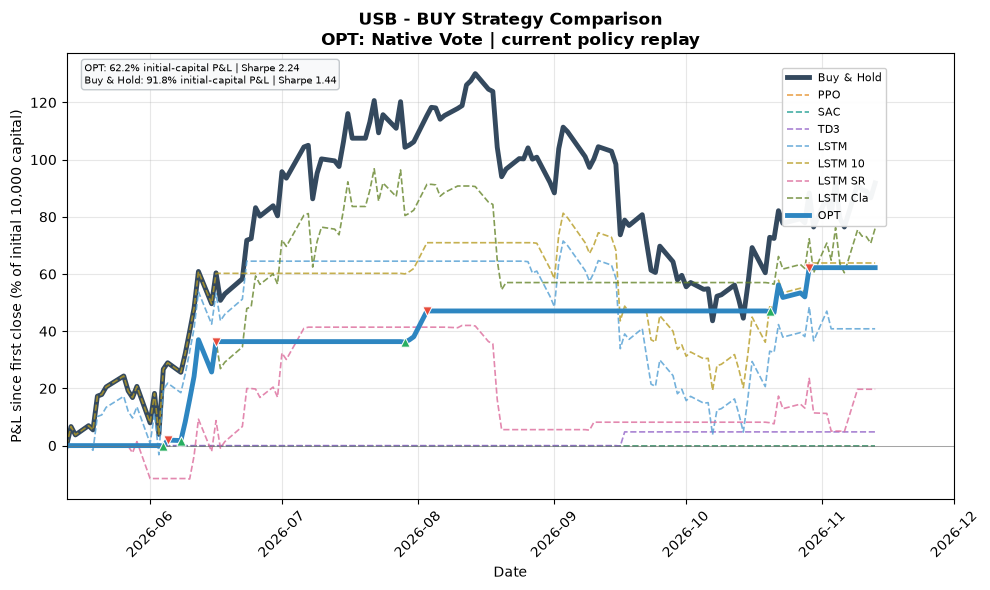 USB - BUY Strategy Comparison
OPT: Native Vote | current policy replay
OPT: 62.2% initial-capital P&L | Sharpe 2.24
Buy & Hold: 91.8% initial-capital P&L | Sharpe 1.44
Buy & Hold
PPO
SAC
TD3
LSTM
LSTM 10
LSTM SR
LSTM Cla
OPT
P&L since first close (% of initial 10,000 capital)
120
100
80
60
40
20
0
2026-06
2026-07
2026-08
2026-09
2026-10
2026-11
2026-12
Date